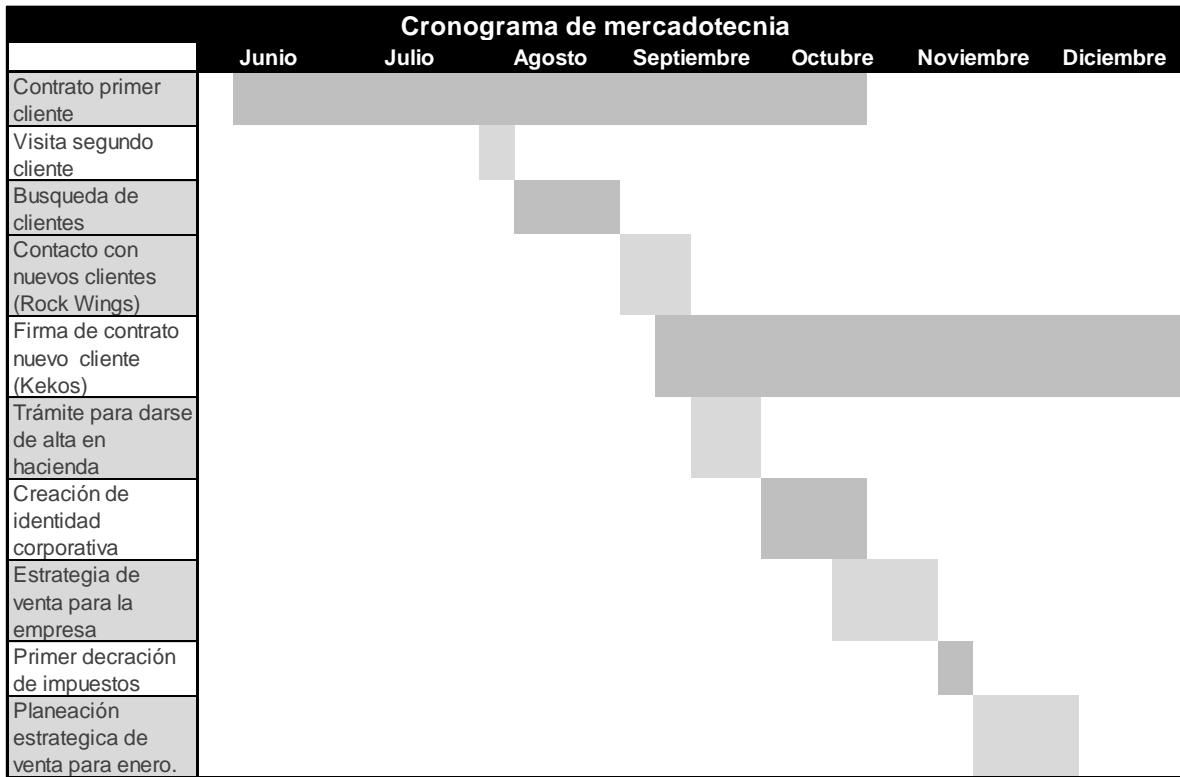 Cronograma de mercadotecnia
Junio Julio Agosto Septiembre Octubre Noviembre Diciembre
Contrato primer
cliente
Visita segundo
cliente
Busqueda de
clientes
Contacto con
nuevos clientes
(Rock Wings)
Firma de contrato
nuevo cliente
(Kekos)
Trámite para darse
de alta en
hacienda
Creación de
identidad
corporativa
Estrategia de
venta para la
empresa
Primer decración
de impuestos
Planeación
estrategica de
venta para enero.